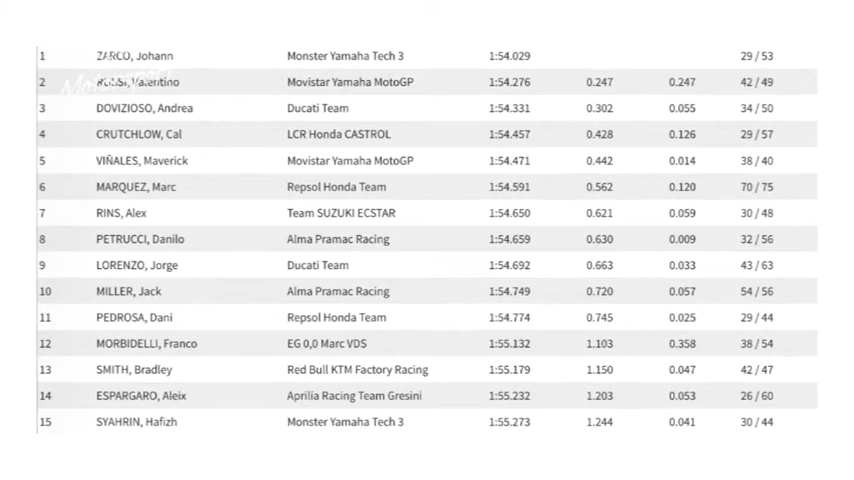 1 ZARCO, Johann Monster Yamaha Tech 3 1:54.029 29 / 53
Motorsport
2 ROSSI, Valentino Movistar Yamaha MotoGP 1:54.276 0.247 0.247 42 / 49
3 DOVIZIOSO, Andrea Ducati Team 1:54.331 0.302 0.055 34 / 50
4 CRUTCHLOW, Cal LCR Honda CASTROL 1:54.457 0.428 0.126 29 / 57
5 VIÑALES, Maverick Movistar Yamaha MotoGP 1:54.471 0.442 0.014 38 / 40
6 MARQUEZ, Marc Repsol Honda Team 1:54.591 0.562 0.120 70 / 75
7 RINS, Alex Team SUZUKI ECSTAR 1:54.650 0.621 0.059 30 / 48
8 PETRUCCI, Danilo Alma Pramac Racing 1:54.659 0.630 0.009 32 / 56
9 LORENZO, Jorge Ducati Team 1:54.692 0.663 0.033 43 / 63
10 MILLER, Jack Alma Pramac Racing 1:54.749 0.720 0.057 54 / 56
11 PEDROSA, Dani Repsol Honda Team 1:54.774 0.745 0.025 29 / 44
12 MORBIDELLI, Franco EG 0,0 Marc VDS 1:55.132 1.103 0.358 38 / 54
13 SMITH, Bradley Red Bull KTM Factory Racing 1:55.179 1.150 0.047 42 / 47
14 ESPARGARO, Aleix Aprilia Racing Team Gresini 1:55.232 1.203 0.053 26 / 60
15 SYAHRIN, Hafizh Monster Yamaha Tech 3 1:55.273 1.244 0.041 30 / 44